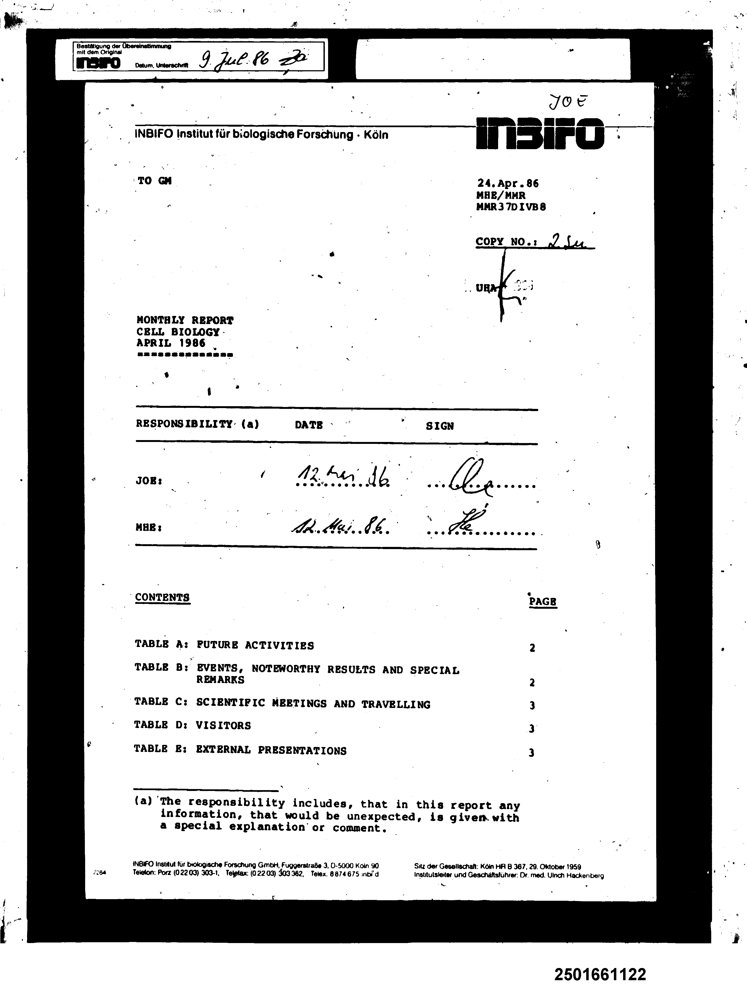 Bestätigung der Übereinstimmung
mit dem Original
INBIFO Datum, Unterschrift 9. Jul. 86
JOE
INBIFO Institut für biologische Forschung · Köln
INBIFO
TO GM
24.Apr.86
MHE/MMR
MMR37DIVB8
COPY NO.: 2
URA
MONTHLY REPORT
CELL BIOLOGY
APRIL 1986
==============
RESPONSIBILITY (a) DATE SIGN
JOE: 12. Mai 86
MHE: 12. Mai. 86.
CONTENTS PAGE
TABLE A: FUTURE ACTIVITIES 2
TABLE B: EVENTS, NOTEWORTHY RESULTS AND SPECIAL
REMARKS 2
TABLE C: SCIENTIFIC MEETINGS AND TRAVELLING 3
TABLE D: VISITORS 3
TABLE E: EXTERNAL PRESENTATIONS 3
(a) The responsibility includes, that in this report any
information, that would be unexpected, is given with
a special explanation or comment.
INBIFO Institut für biologische Forschung GmbH, Fuggerstraße 3, D-5000 Köln 90
Telefon: Porz (0 22 03) 303-1, Telefax: (0 22 03) 303 362, Telex. 8 874 675 inbi d
Sitz der Gesellschaft: Köln HR B 367, 29. Oktober 1959
Institutsleiter und Geschäftsführer: Dr. med. Ulrich Hackenberg
7284
2501661122